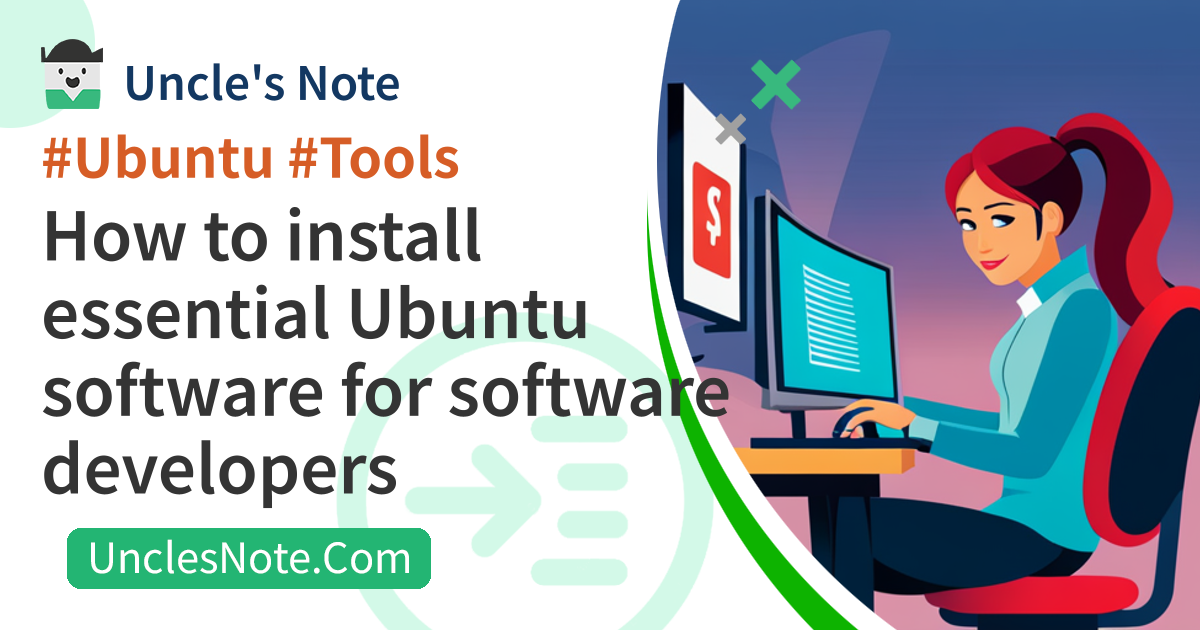 Uncle's Note
#Ubuntu #Tools
How to install
essential Ubuntu
software for software
developers
UnclesNote.Com